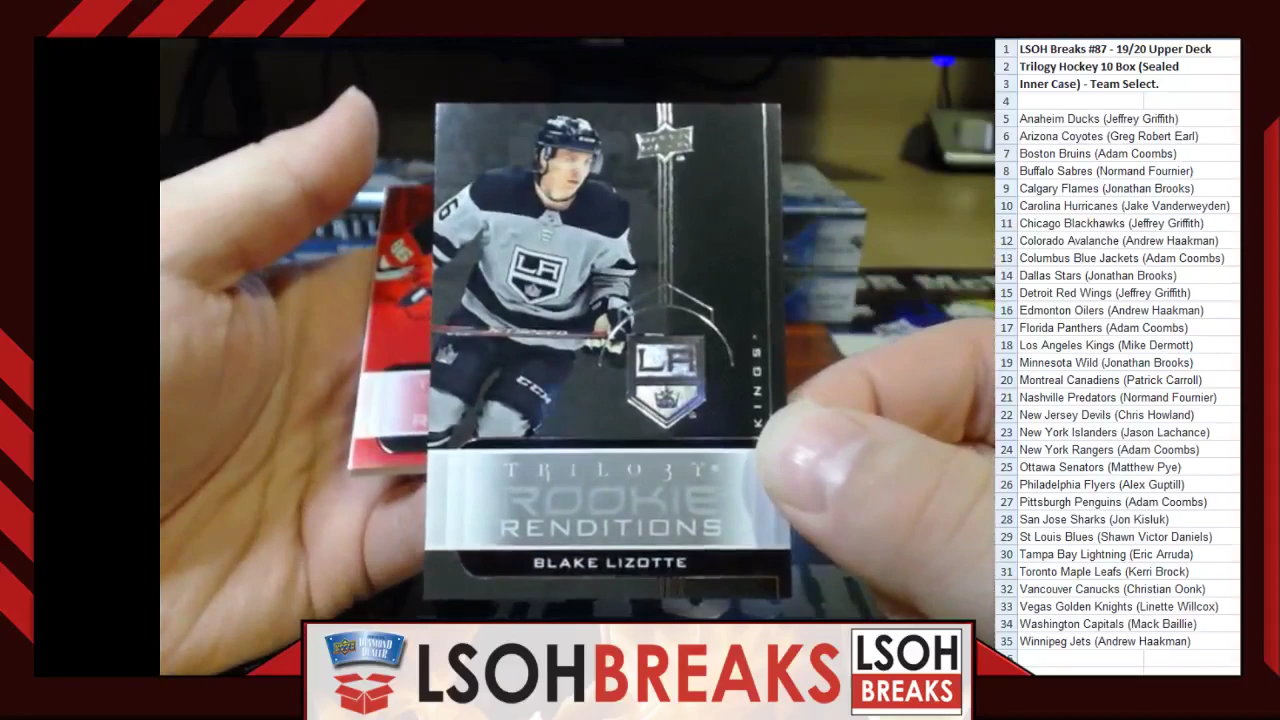 LA
CCM
LA
KINGS
TRILOGY
ROOKIE
RENDITIONS
BLAKE LIZOTTE
1 LSOH Breaks #87 - 19/20 Upper Deck
2 Trilogy Hockey 10 Box (Sealed
3 Inner Case) - Team Select.
4
5 Anaheim Ducks (Jeffrey Griffith)
6 Arizona Coyotes (Greg Robert Earl)
7 Boston Bruins (Adam Coombs)
8 Buffalo Sabres (Normand Fournier)
9 Calgary Flames (Jonathan Brooks)
10 Carolina Hurricanes (Jake Vanderweyden)
11 Chicago Blackhawks (Jeffrey Griffith)
12 Colorado Avalanche (Andrew Haakman)
13 Columbus Blue Jackets (Adam Coombs)
14 Dallas Stars (Jonathan Brooks)
15 Detroit Red Wings (Jeffrey Griffith)
16 Edmonton Oilers (Andrew Haakman)
17 Florida Panthers (Adam Coombs)
18 Los Angeles Kings (Mike Dermott)
19 Minnesota Wild (Jonathan Brooks)
20 Montreal Canadiens (Patrick Carroll)
21 Nashville Predators (Normand Fournier)
22 New Jersey Devils (Chris Howland)
23 New York Islanders (Jason Lachance)
24 New York Rangers (Adam Coombs)
25 Ottawa Senators (Matthew Pye)
26 Philadelphia Flyers (Alex Guptill)
27 Pittsburgh Penguins (Adam Coombs)
28 San Jose Sharks (Jon Kisluk)
29 St Louis Blues (Shawn Victor Daniels)
30 Tampa Bay Lightning (Eric Arruda)
31 Toronto Maple Leafs (Kerri Brock)
32 Vancouver Canucks (Christian Oonk)
33 Vegas Golden Knights (Linette Willcox)
34 Washington Capitals (Mack Baillie)
35 Winnipeg Jets (Andrew Haakman)
DIAMOND
DEALER
LSOHBREAKS
LSOH
BREAKS